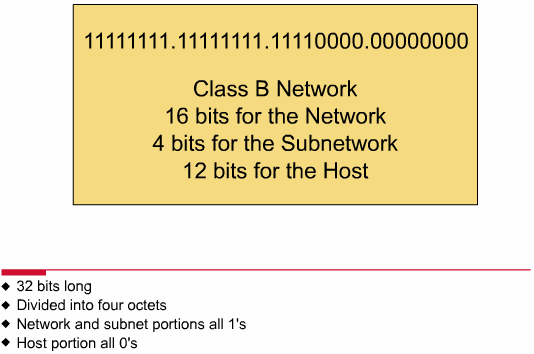 11111111.11111111.11110000.00000000
Class B Network
16 bits for the Network
4 bits for the Subnetwork
12 bits for the Host
32 bits long
Divided into four octets
Network and subnet portions all 1's
Host portion all 0's